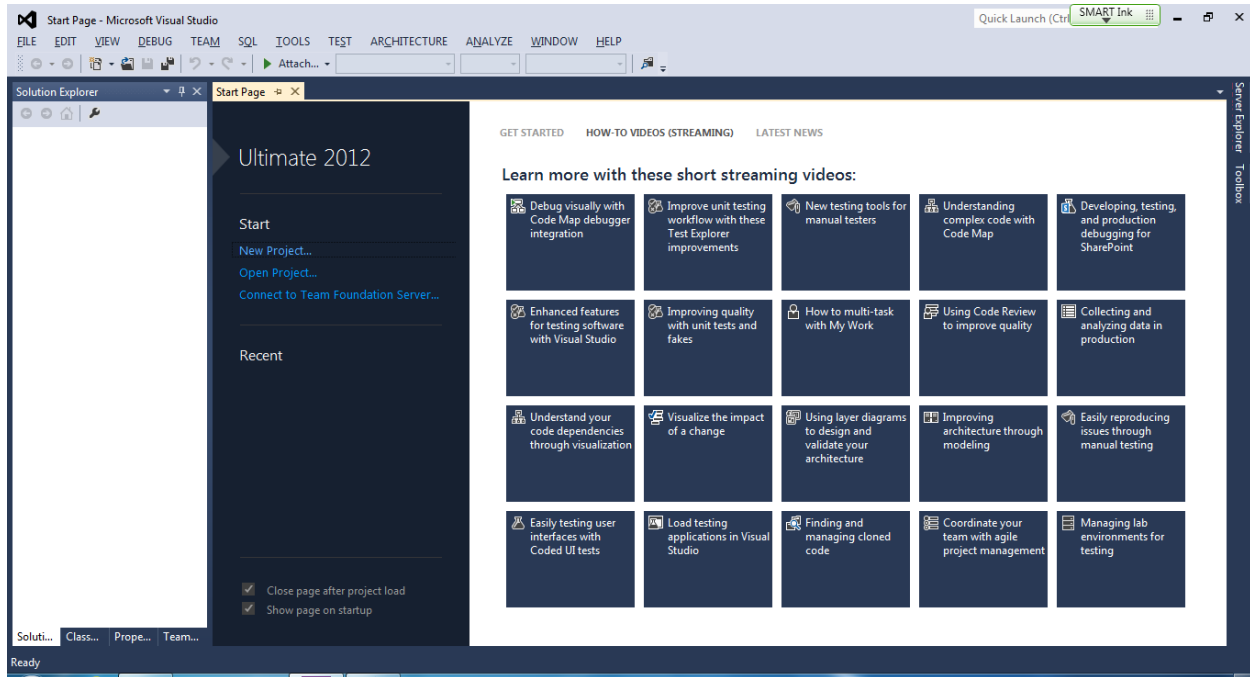 Start Page - Microsoft Visual Studio
Quick Launch (Ctrl
SMART Ink
FILE EDIT VIEW DEBUG TEAM SQL TOOLS TEST ARCHITECTURE ANALYZE WINDOW HELP
Attach...
Solution Explorer
Start Page
Server Explorer
Toolbox
Ultimate 2012
Start
New Project...
Open Project...
Connect to Team Foundation Server...
Recent
Close page after project load
Show page on startup
GET STARTED HOW-TO VIDEOS (STREAMING) LATEST NEWS
Learn more with these short streaming videos:
Debug visually with
Code Map debugger
integration
Improve unit testing
workflow with these
Test Explorer
improvements
New testing tools for
manual testers
Understanding
complex code with
Code Map
Developing, testing,
and production
debugging for
SharePoint
Enhanced features
for testing software
with Visual Studio
Improving quality
with unit tests and
fakes
How to multi-task
with My Work
Using Code Review
to improve quality
Collecting and
analyzing data in
production
Understand your
code dependencies
through visualization
Visualize the impact
of a change
Using layer diagrams
to design and
validate your
architecture
Improving
architecture through
modeling
Easily reproducing
issues through
manual testing
Easily testing user
interfaces with
Coded UI tests
Load testing
applications in Visual
Studio
Finding and
managing cloned
code
Coordinate your
team with agile
project management
Managing lab
environments for
testing
Soluti... Class... Prope... Team...
Ready